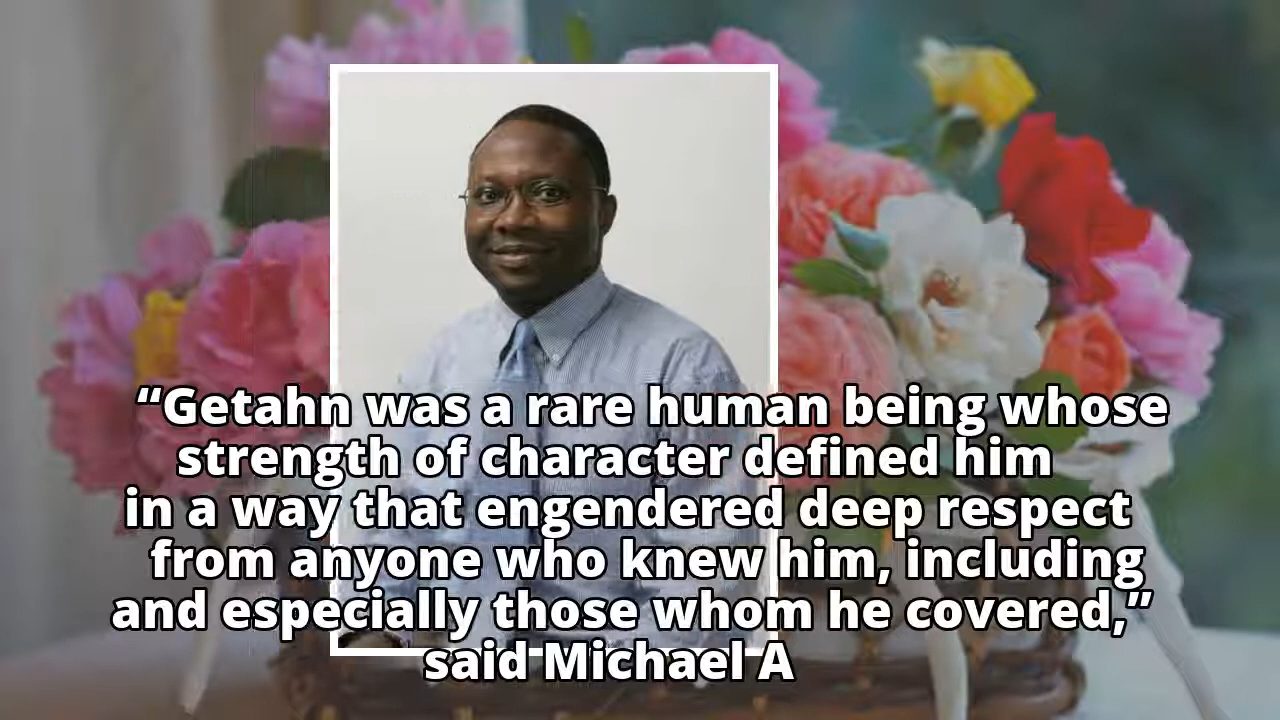 “Getahn was a rare human being whose
strength of character defined him
in a way that engendered deep respect
from anyone who knew him, including
and especially those whom he covered,”
said Michael A